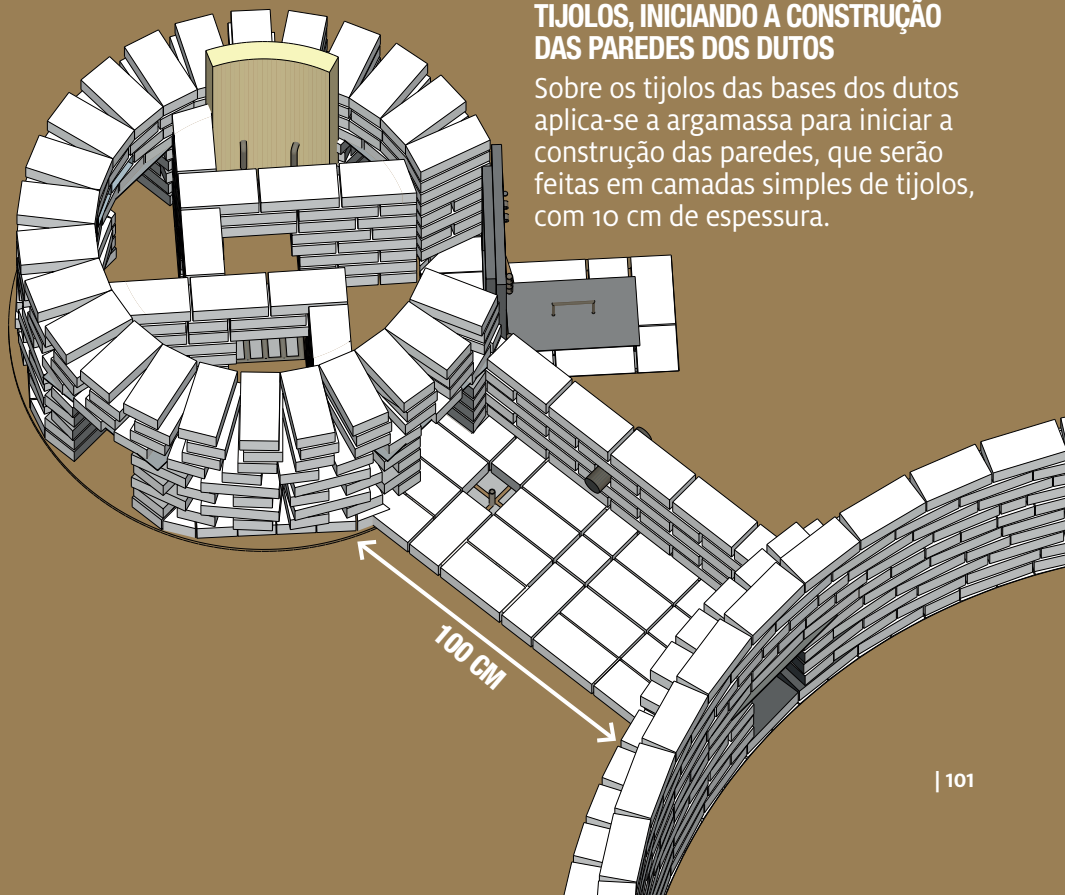 TIJOLOS, INICIANDO A CONSTRUÇÃO
DAS PAREDES DOS DUTOS
Sobre os tijolos das bases dos dutos
aplica-se a argamassa para iniciar a
construção das paredes, que serão
feitas em camadas simples de tijolos,
com 10 cm de espessura.
100 CM
| 101